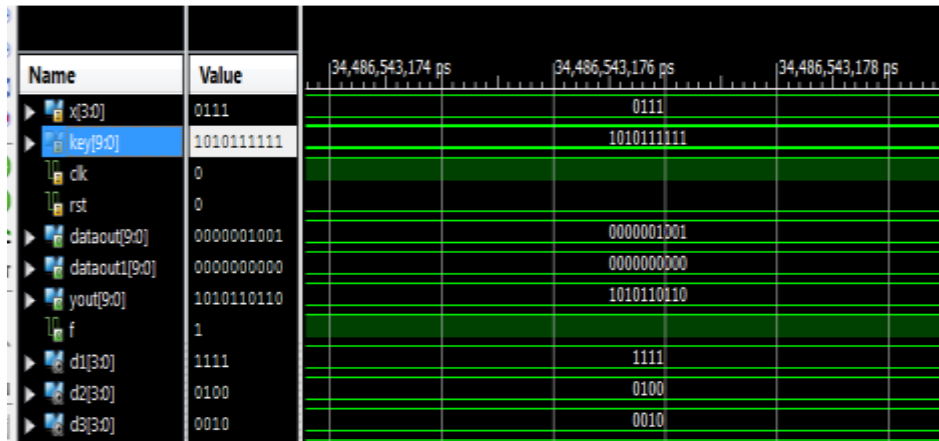 Name Value 34,486,543,174 ps 34,486,543,176 ps 34,486,543,178 ps
x[3:0] 0111 0111
key[9:0] 1010111111 1010111111
clk 0
rst 0
dataout[9:0] 0000001001 0000001001
dataout1[9:0] 0000000000 0000000000
yout[9:0] 1010110110 1010110110
f 1
d1[3:0] 1111 1111
d2[3:0] 0100 0100
d3[3:0] 0010 0010